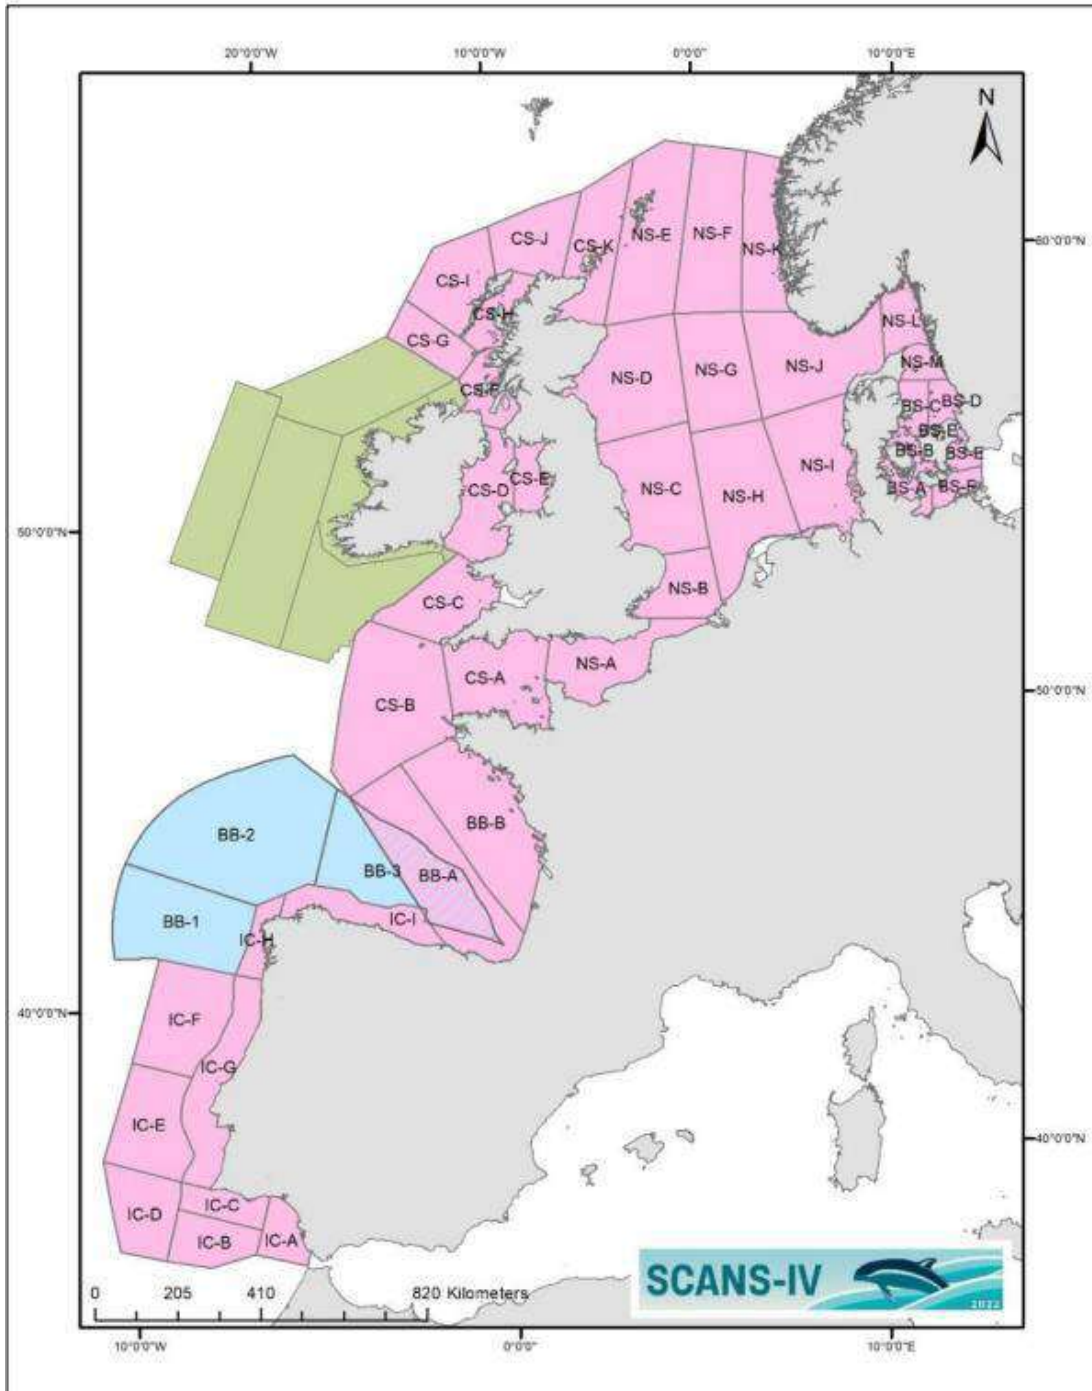 20°0'0"W 10°0'0"W 0°0'0" 10°0'0"E
N
CS-J
CS-K
NS-E
NS-F
NS-K
60°0'0"N
CS-I
CS-H
NS-L
CS-G
NS-M
CS-F
NS-D
NS-G
NS-J
BS-C
BS-D
BS-E
BS-B
BS-E
CS-D
CS-E
NS-C
NS-H
NS-I
BS-A
BS-F
50°0'0"N
CS-C
NS-B
CS-A
NS-A
50°0'0"N
CS-B
BB-2
BB-B
BB-3
BB-A
BB-1
IC-I
IC-H
40°0'0"N
IC-F
IC-G
IC-E
40°0'0"N
IC-D
IC-C
IC-B
IC-A
SCANS-IV
2022
0 205 410 820 Kilometers
10°0'0"W 0°0'0" 10°0'0"E